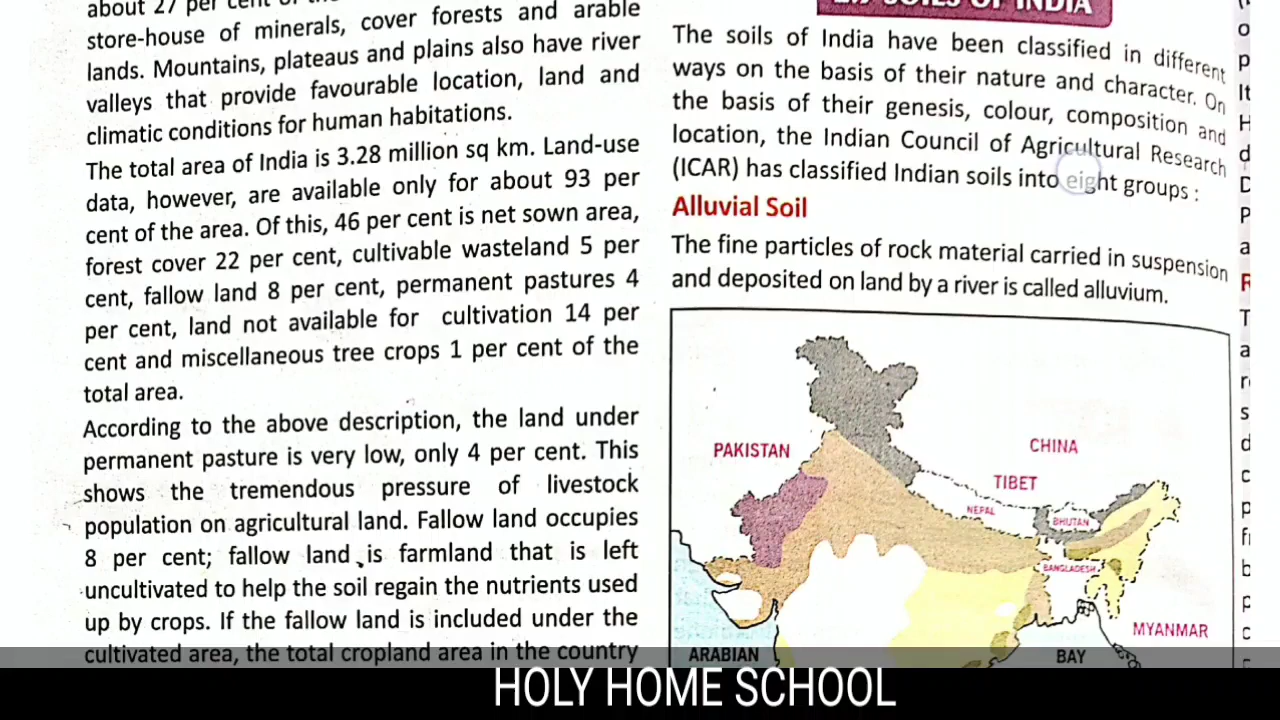 about 27 per cent of the
store-house of minerals, cover forests and arable
lands. Mountains, plateaus and plains also have river
valleys that provide favourable location, land and
climatic conditions for human habitations.
The total area of India is 3.28 million sq km. Land-use
data, however, are available only for about 93 per
cent of the area. Of this, 46 per cent is net sown area,
forest cover 22 per cent, cultivable wasteland 5 per
cent, fallow land 8 per cent, permanent pastures 4
per cent, land not available for cultivation 14 per
cent and miscellaneous tree crops 1 per cent of the
total area.
According to the above description, the land under
permanent pasture is very low, only 4 per cent. This
shows the tremendous pressure of livestock
population on agricultural land. Fallow land occupies
8 per cent; fallow land is farmland that is left
uncultivated to help the soil regain the nutrients used
up by crops. If the fallow land is included under the
cultivated area, the total cropland area in the country
SOILS OF INDIA
The soils of India have been classified in different
ways on the basis of their nature and character. On
the basis of their genesis, colour, composition and
location, the Indian Council of Agricultural Research
(ICAR) has classified Indian soils into eight groups :
Alluvial Soil
The fine particles of rock material carried in suspension
and deposited on land by a river is called alluvium.
PAKISTAN
CHINA
TIBET
NEPAL
BHUTAN
BANGLADESH
MYANMAR
ARABIAN
BAY
HOLY HOME SCHOOL